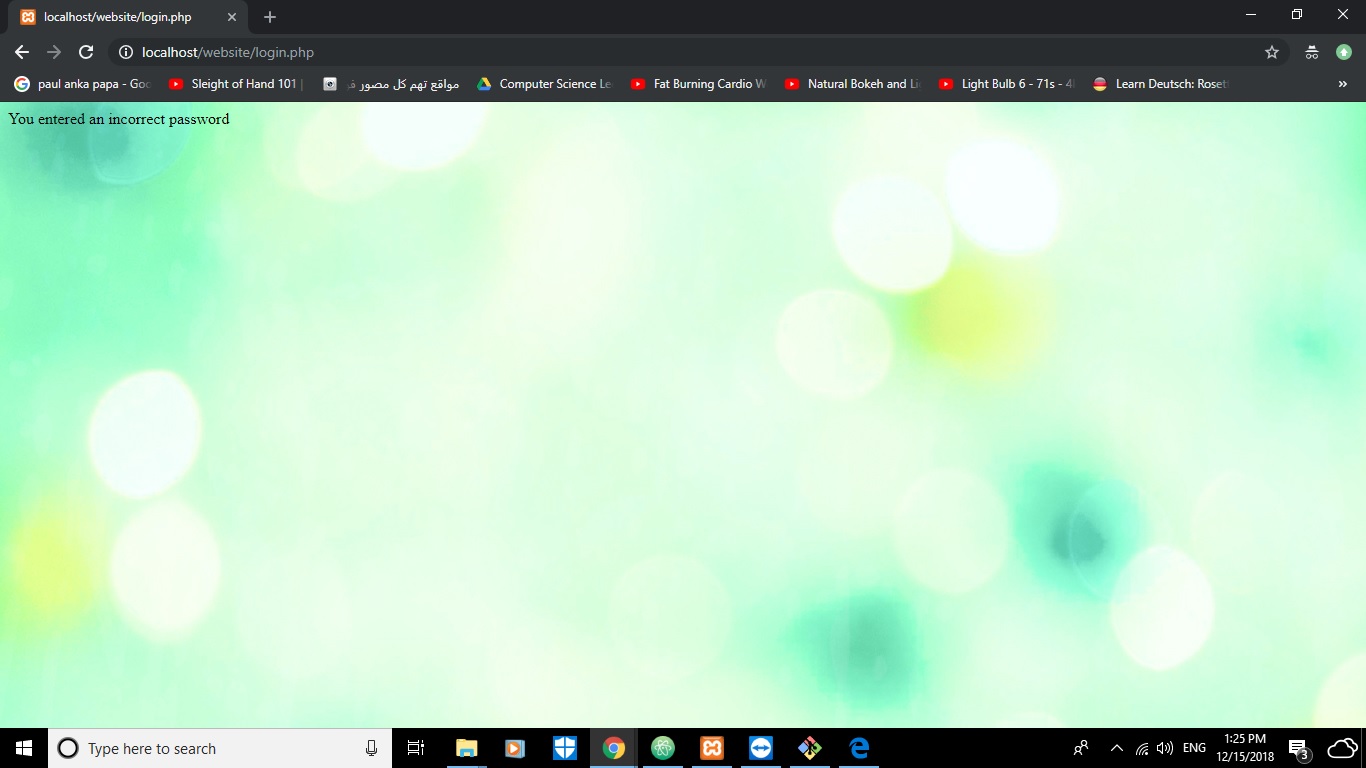 localhost/website/login.php
localhost/website/login.php
paul anka papa - Goo
Sleight of Hand 101 |
مواقع تهم كل مصور ف
Computer Science Le
Fat Burning Cardio W
Natural Bokeh and Li
Light Bulb 6 - 71s - 4
Learn Deutsch: Roset
»
You entered an incorrect password
Type here to search
ENG
1:25 PM
12/15/2018
3